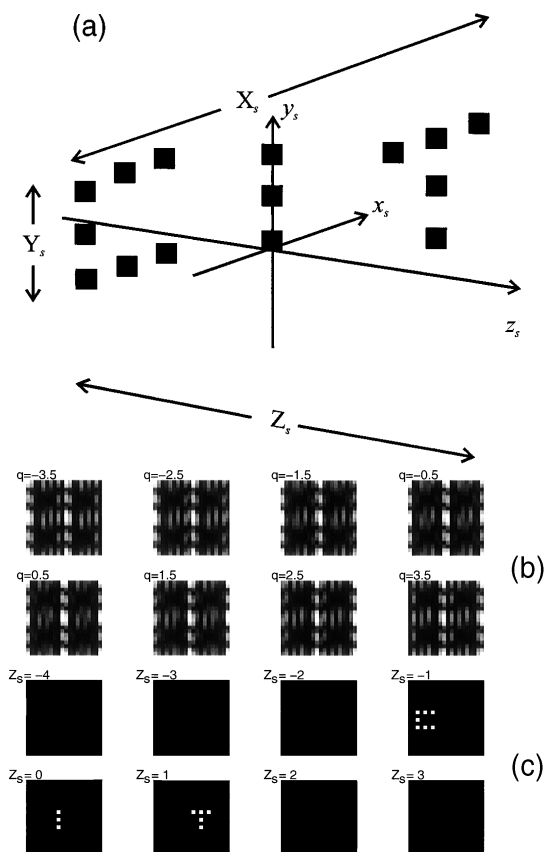 (a)
X_s
y_s
x_s
Y_s
z_s
Z_s
q=-3.5 q=-2.5 q=-1.5 q=-0.5
(b)
q=0.5 q=1.5 q=2.5 q=3.5
Z_s=-4 Z_s=-3 Z_s=-2 Z_s=-1
(c)
Z_s=0 Z_s=1 Z_s=2 Z_s=3